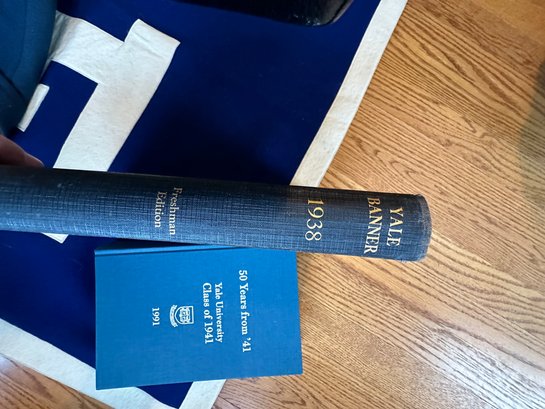 YALE
BANNER
1938
Freshman
Edition
50 Years from '41
Yale University
Class of 1941
1991